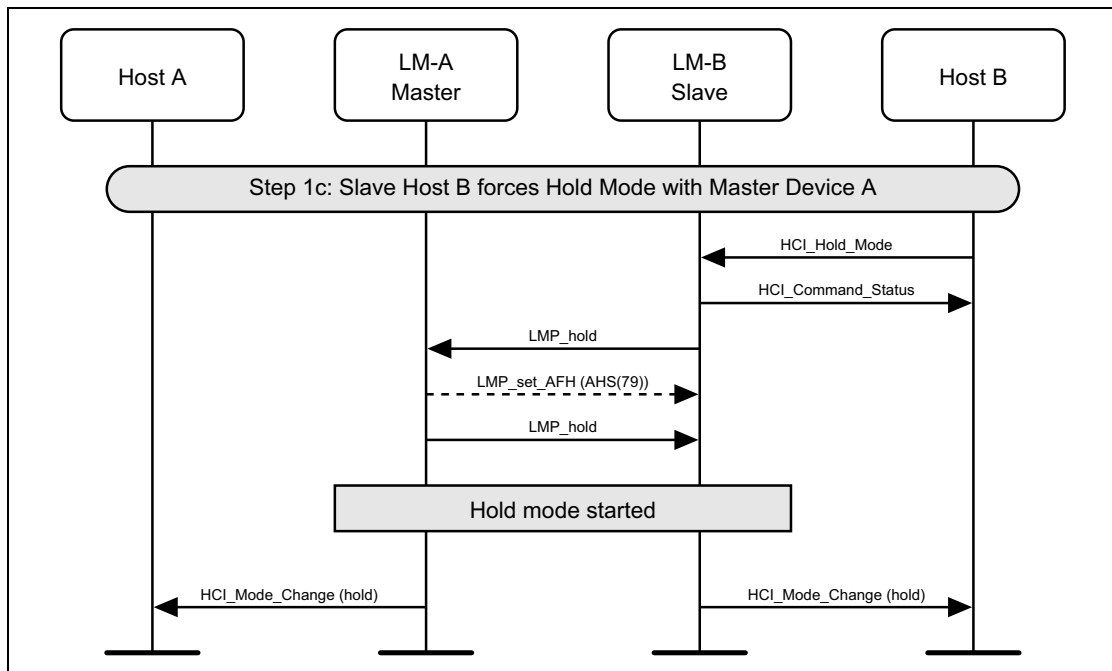 Host A
LM-A
Master
LM-B
Slave
Host B
Step 1c: Slave Host B forces Hold Mode with Master Device A
HCI_Hold_Mode
HCI_Command_Status
LMP_hold
LMP_set_AFH (AHS(79))
LMP_hold
Hold mode started
HCI_Mode_Change (hold)
HCI_Mode_Change (hold)